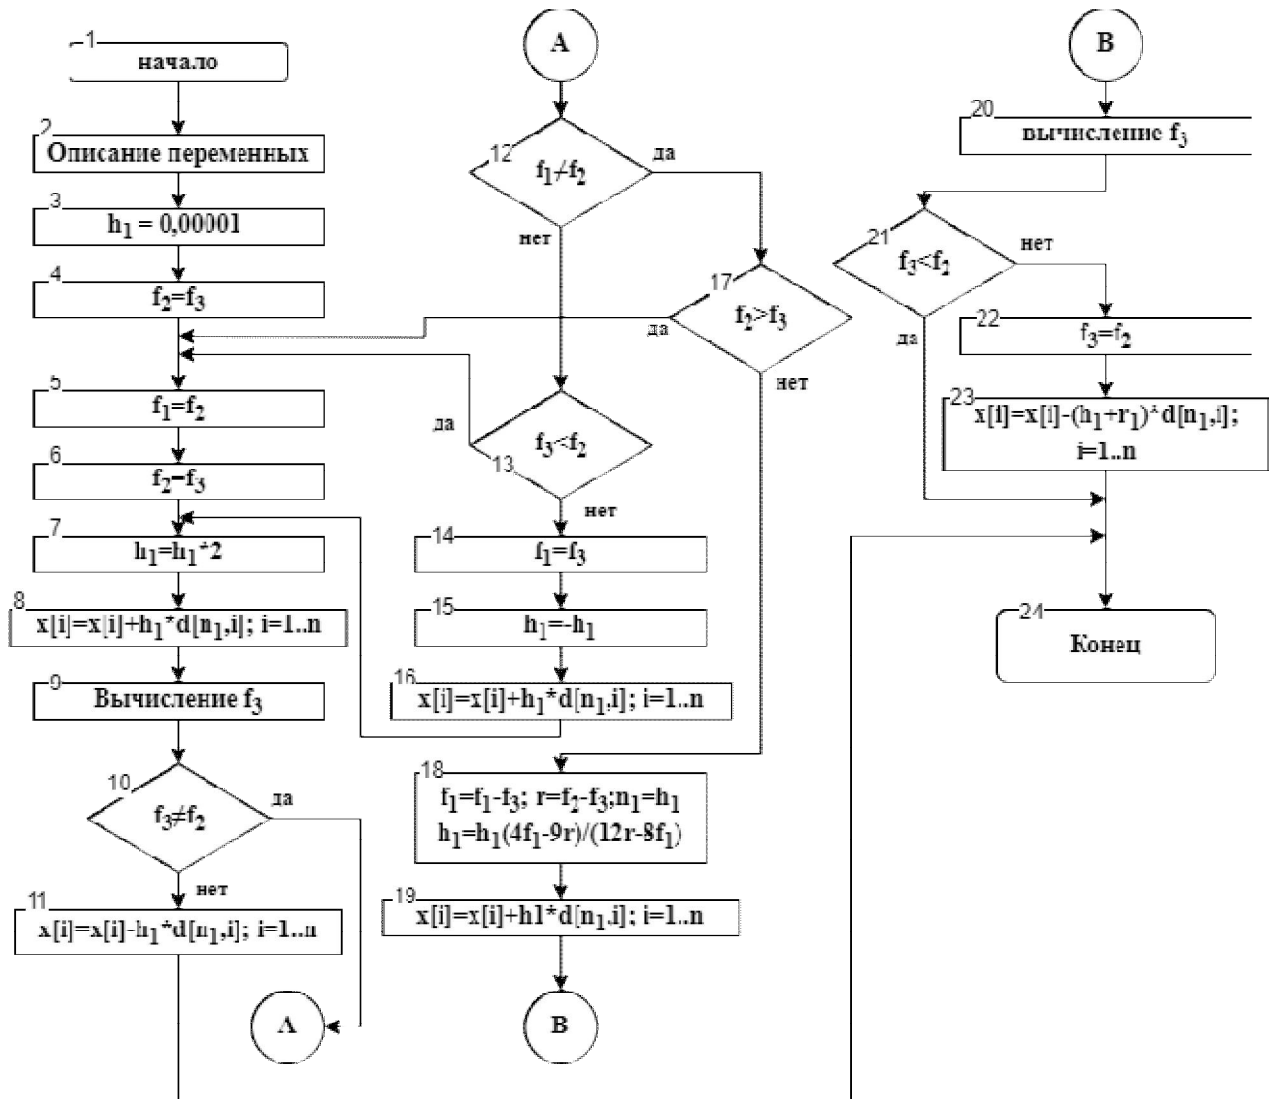 1
начало
2
Описание переменных
3
h1 = 0,00001
4
f2=f3
5
f1=f2
6
f2=f3
7
h1=h1*2
8
x[i]=x[i]+h1*d[n1,i]; i=1..n
9
Вычисление f3
10
f3≠f2
да
нет
11
x[i]=x[i]-h1*d[n1,i]; i=1..n
А
А
12
f1≠f2
да
нет
17
f2>f3
да
нет
13
f3<f2
да
нет
14
f1=f3
15
h1=-h1
16
x[i]=x[i]+h1*d[n1,i]; i=1..n
18
f1=f1-f3; r=f2-f3;n1=h1
h1=h1(4f1-9r)/(12r-8f1)
19
x[i]=x[i]+h1*d[n1,i]; i=1..n
В
В
20
вычисление f3
21
f3<f2
нет
да
22
f3=f2
23
x[i]=x[i]-(h1+r1)*d[n1,i];
i=1..n
24
Конец